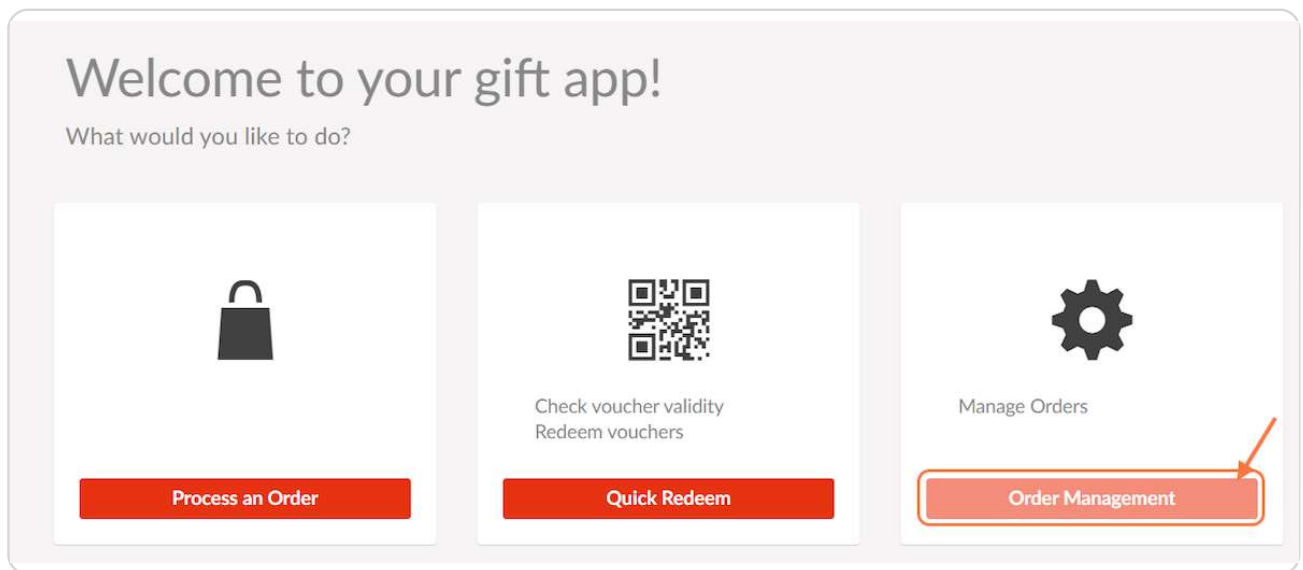 Welcome to your gift app!
What would you like to do?
Check voucher validity
Redeem vouchers
Manage Orders
Process an Order
Quick Redeem
Order Management